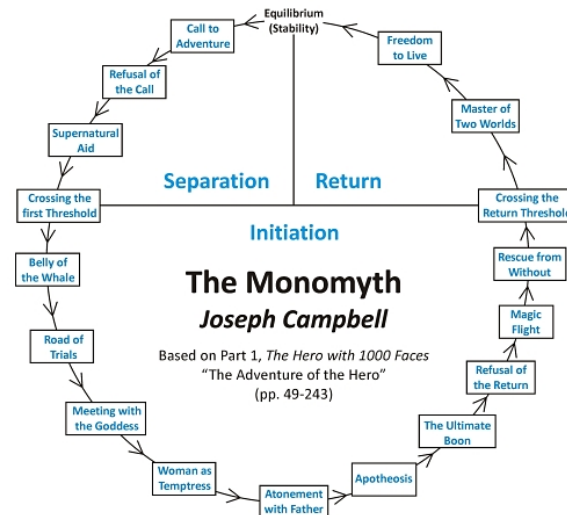 Equilibrium
(Stability)
Call to
Adventure
Refusal
of the Call
Supernatural
Aid
Crossing the
first Threshold
Belly of
the Whale
Road of
Trials
Meeting with
the Goddess
Woman as
Temptress
Atonement
with Father
Apotheosis
The Ultimate
Boon
Refusal of
the Return
Magic
Flight
Rescue from
Without
Crossing the
Return Threshold
Master of
Two Worlds
Freedom
to Live
Separation
Return
Initiation
The Monomyth
Joseph Campbell
Based on Part 1, The Hero with 1000 Faces
“The Adventure of the Hero”
(pp. 49-243)